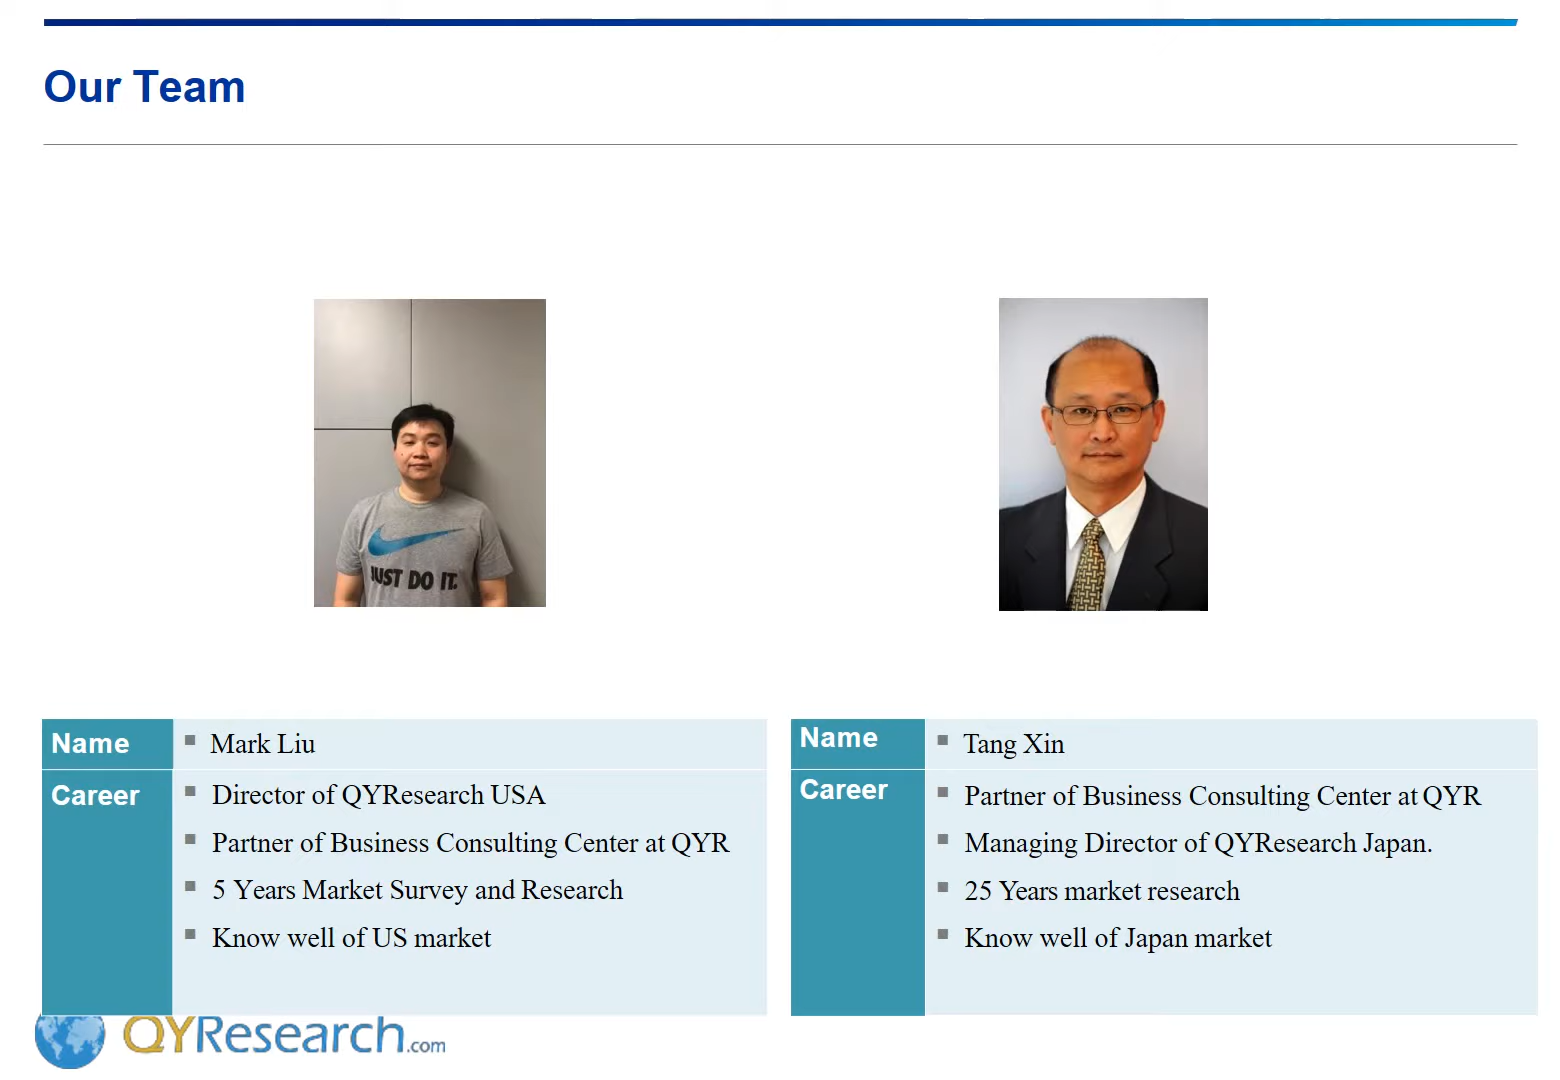 Our Team
JUST DO IT.
Name
Mark Liu
Career
Director of QYResearch USA
Partner of Business Consulting Center at QYR
5 Years Market Survey and Research
Know well of US market
Name
Tang Xin
Career
Partner of Business Consulting Center at QYR
Managing Director of QYResearch Japan.
25 Years market research
Know well of Japan market
QYResearch.com